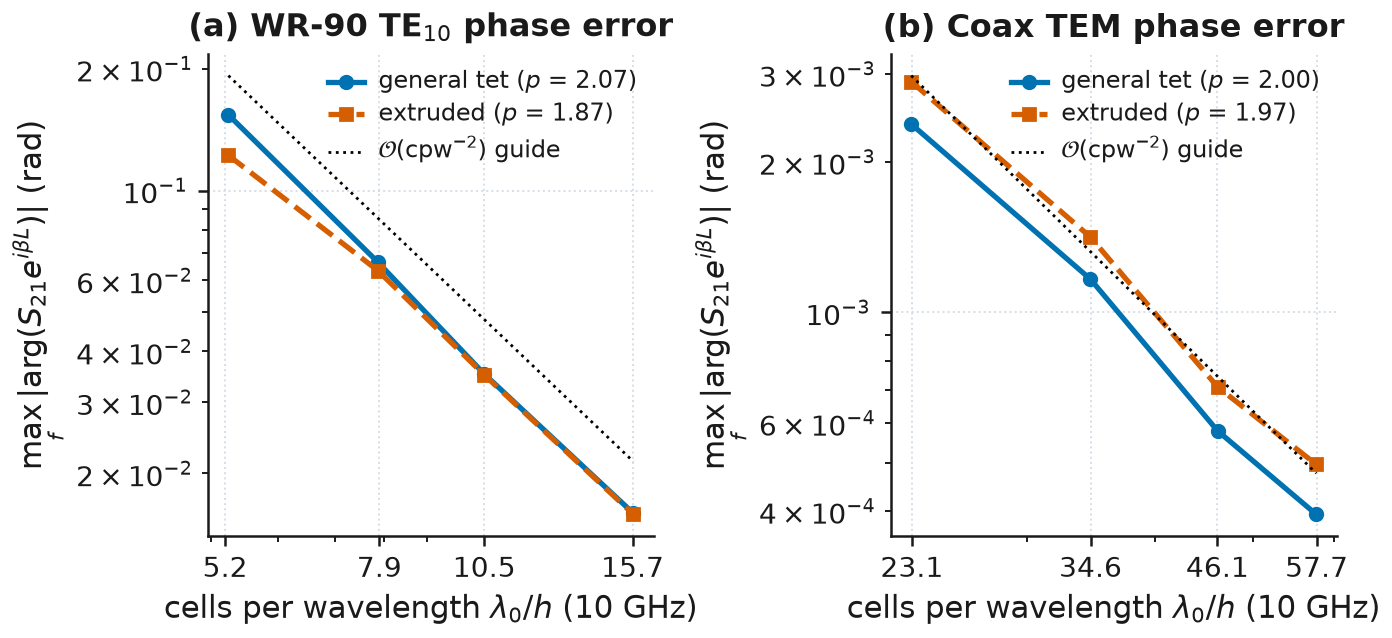 (a) WR-90 TE₁₀ phase error
max_f |arg(S₂₁e^{iβL})| (rad)
2 × 10⁻¹
10⁻¹
6 × 10⁻²
4 × 10⁻²
3 × 10⁻²
2 × 10⁻²
general tet (p = 2.07)
extruded (p = 1.87)
𝒪(cpw⁻²) guide
5.2 7.9 10.5 15.7
cells per wavelength λ₀/h (10 GHz)
(b) Coax TEM phase error
max_f |arg(S₂₁e^{iβL})| (rad)
3 × 10⁻³
2 × 10⁻³
10⁻³
6 × 10⁻⁴
4 × 10⁻⁴
general tet (p = 2.00)
extruded (p = 1.97)
𝒪(cpw⁻²) guide
23.1 34.6 46.1 57.7
cells per wavelength λ₀/h (10 GHz)